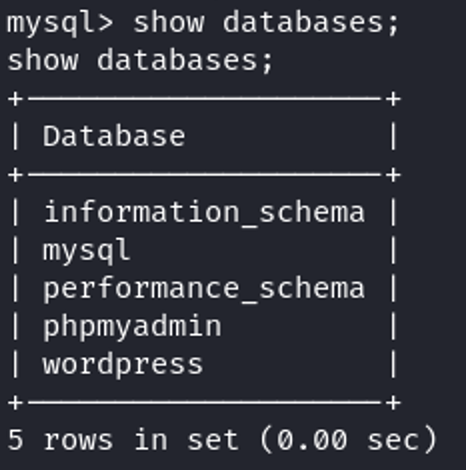 mysql> show databases;
show databases;
+--------------------+
| Database           |
+--------------------+
| information_schema |
| mysql              |
| performance_schema |
| phpmyadmin         |
| wordpress          |
+--------------------+
5 rows in set (0.00 sec)